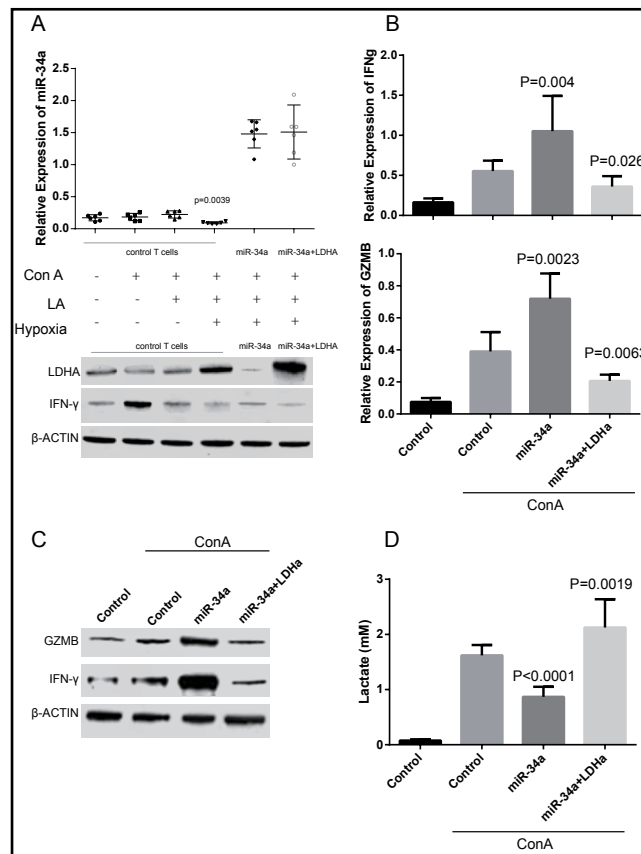 A
Relative Expression of miR-34a
2.5
2.0
1.5
1.0
0.5
0.0
p=0.0039
control T cells
miR-34a
miR-34a+LDHA
Con A
- + + + + +
LA
- - + + + +
Hypoxia
- - - + + +
control T cells
miR-34a
miR-34a+LDHA
LDHA
IFN-γ
β-ACTIN
B
Relative Expression of IFNg
2.0
1.5
1.0
0.5
0.0
P=0.004
P=0.026
Relative Expression of GZMB
1.0
0.8
0.6
0.4
0.2
0.0
P=0.0023
P=0.0063
Control
Control
miR-34a
miR-34a+LDHa
ConA
C
ConA
Control
Control
miR-34a
miR-34a+LDHa
GZMB
IFN-γ
β-ACTIN
D
Lactate (mM)
3
2
1
0
P<0.0001
P=0.0019
Control
Control
miR-34a
miR-34a+LDHa
ConA